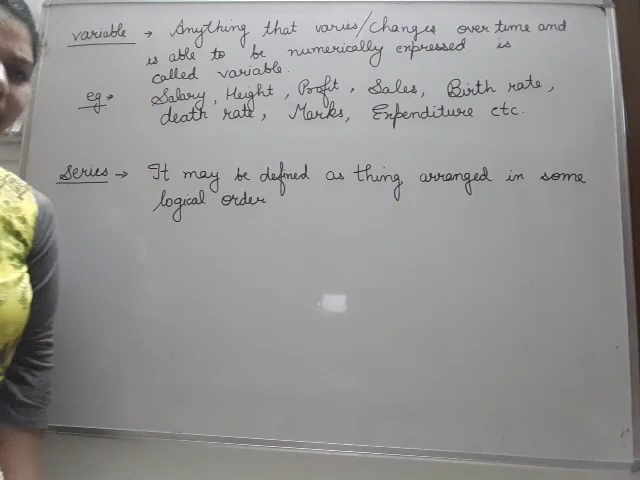 variable → Anything that varies/changes over time and
is able to be numerically expressed is
called variable.
eg → Salary, Height, Profit, Sales, Birth rate,
death rate, Marks, Expenditure etc.
Series → It may be defined as thing arranged in some
logical order